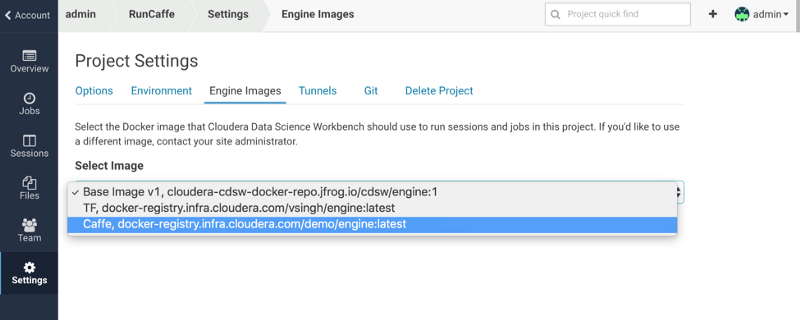 Account
admin
RunCaffe
Settings
Engine Images
Project quick find
+
admin
Overview
Jobs
Sessions
Files
Team
Settings
Project Settings
Options
Environment
Engine Images
Tunnels
Git
Delete Project
Select the Docker image that Cloudera Data Science Workbench should use to run sessions and jobs in this project. If you'd like to use
a different image, contact your site administrator.
Select Image
✓ Base Image v1, cloudera-cdsw-docker-repo.jfrog.io/cdsw/engine:1
TF, docker-registry.infra.cloudera.com/vsingh/engine:latest
Caffe, docker-registry.infra.cloudera.com/demo/engine:latest